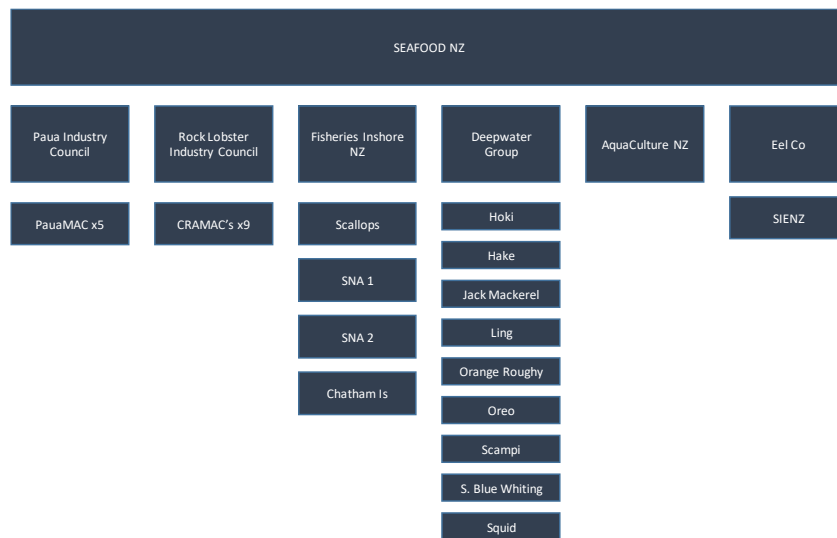 SEAFOOD NZ
Paua Industry
Council
Rock Lobster
Industry Council
Fisheries Inshore
NZ
Deepwater
Group
AquaCulture NZ
Eel Co
PauaMAC x5
CRAMAC's x9
Scallops
SNA 1
SNA 2
Chatham Is
Hoki
Hake
Jack Mackerel
Ling
Orange Roughy
Oreo
Scampi
S. Blue Whiting
Squid
SIENZ